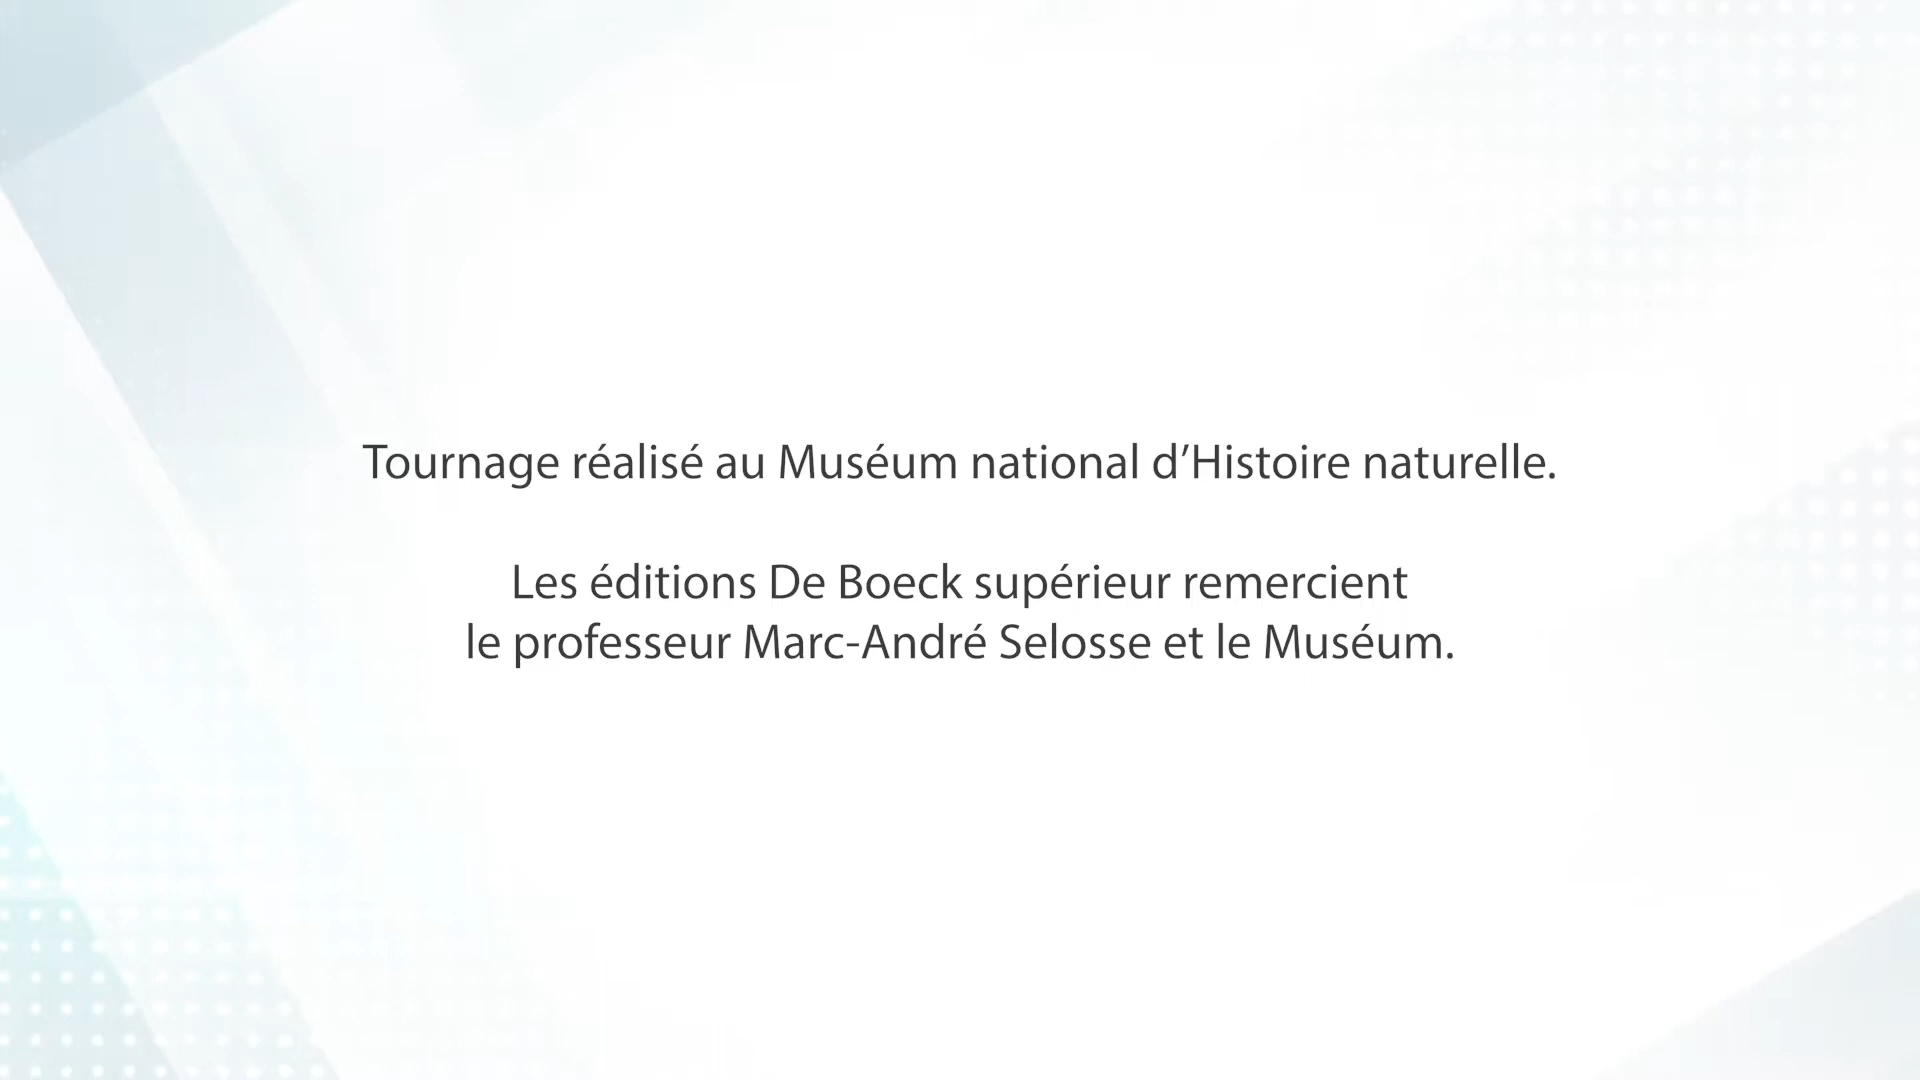 Tournage réalisé au Muséum national d’Histoire naturelle.
Les éditions De Boeck supérieur remercient
le professeur Marc-André Selosse et le Muséum.